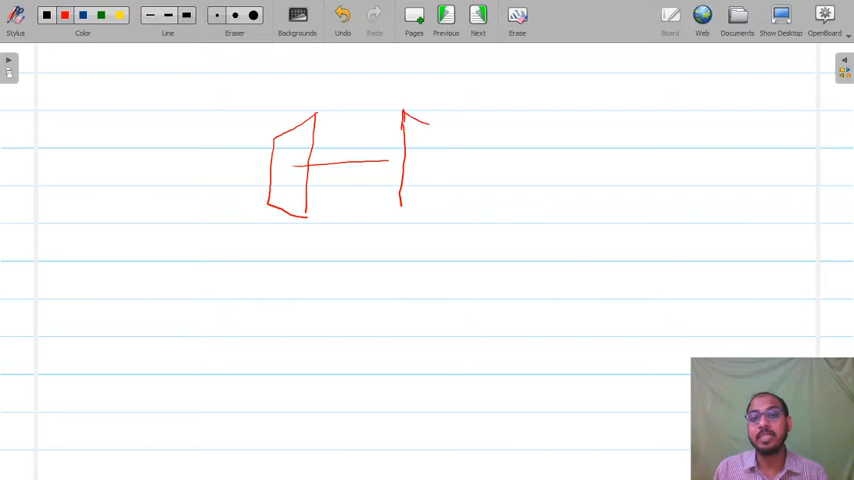 Stylus
Color
Line
Eraser
Backgrounds
Undo
Redo
Pages
Previous
Next
Erase
Board
Web
Documents
Show Desktop
OpenBoard